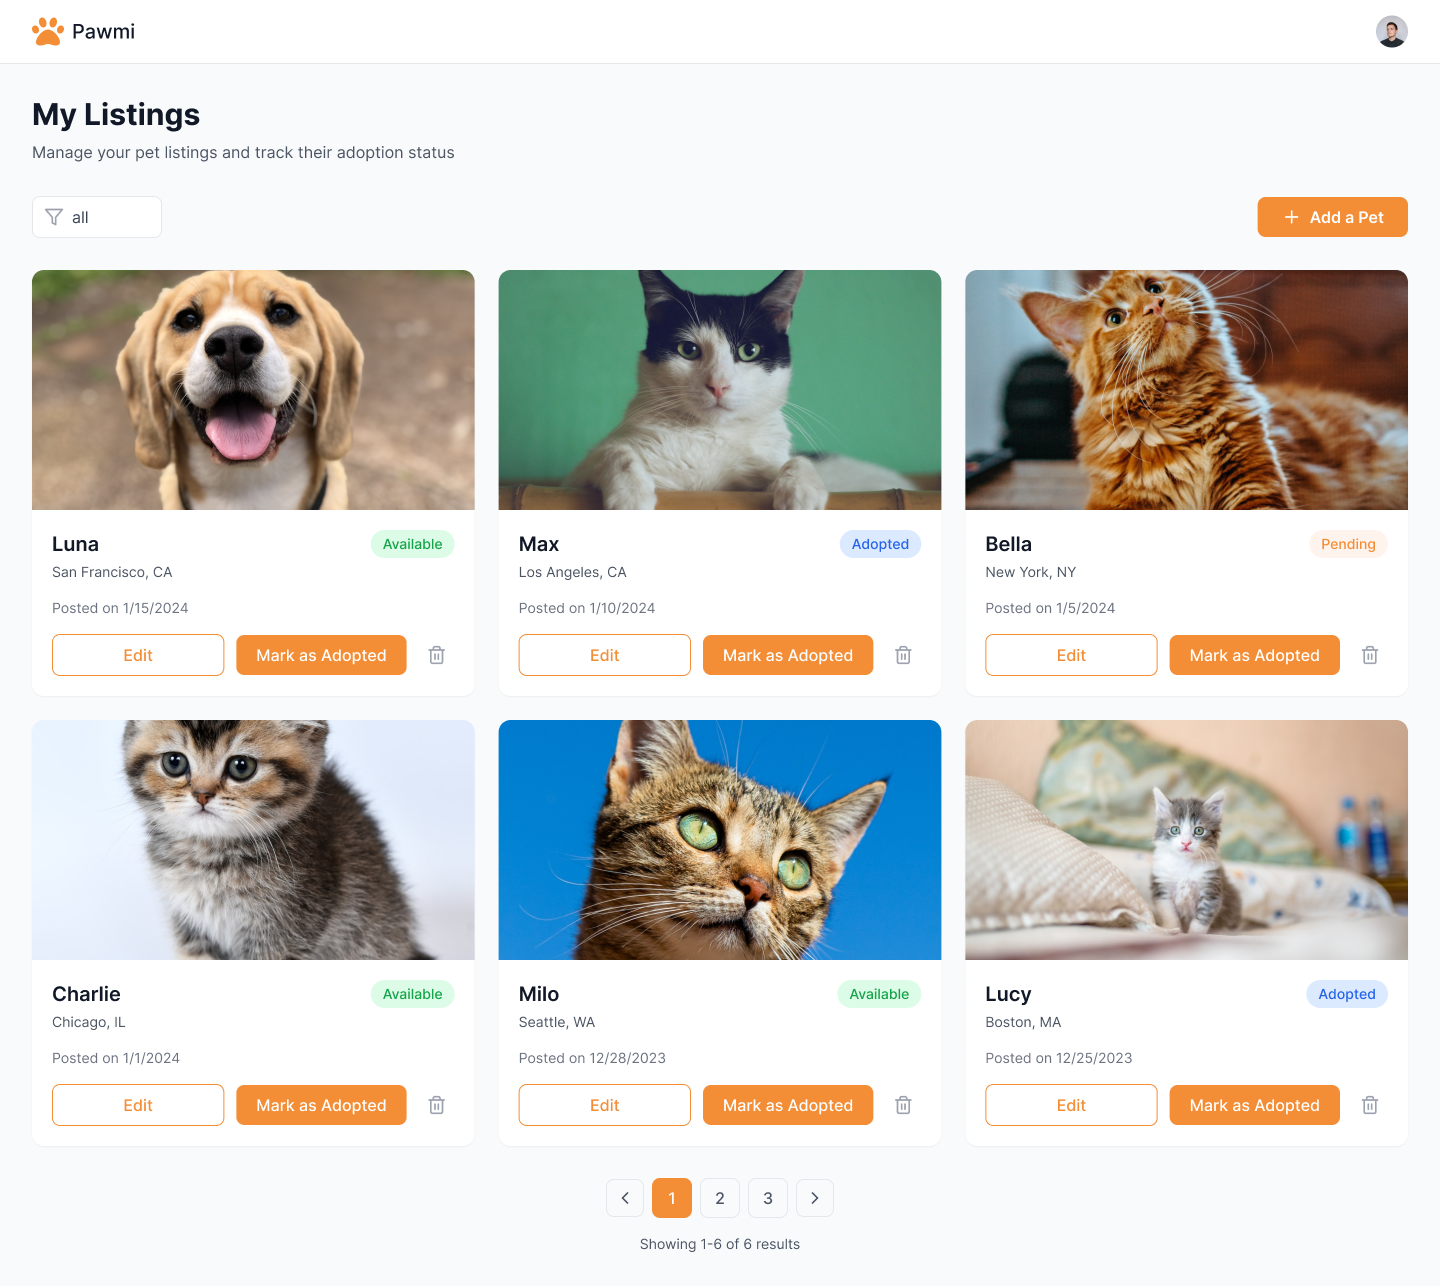 Pawmi
My Listings
Manage your pet listings and track their adoption status
all
Add a Pet
Luna
Available
San Francisco, CA
Posted on 1/15/2024
Edit
Mark as Adopted
Max
Adopted
Los Angeles, CA
Posted on 1/10/2024
Edit
Mark as Adopted
Bella
Pending
New York, NY
Posted on 1/5/2024
Edit
Mark as Adopted
Charlie
Available
Chicago, IL
Posted on 1/1/2024
Edit
Mark as Adopted
Milo
Available
Seattle, WA
Posted on 12/28/2023
Edit
Mark as Adopted
Lucy
Adopted
Boston, MA
Posted on 12/25/2023
Edit
Mark as Adopted
1 2 3
Showing 1-6 of 6 results